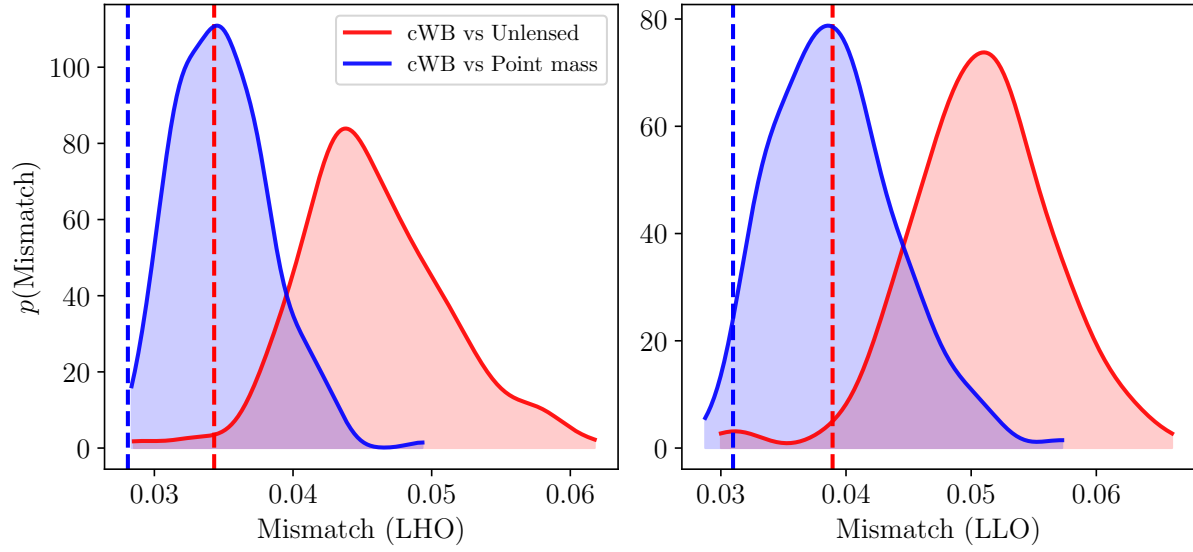 cWB vs Unlensed
cWB vs Point mass
p(Mismatch)
100
80
60
40
20
0
0.03 0.04 0.05 0.06
Mismatch (LHO)
80
60
40
20
0
0.03 0.04 0.05 0.06
Mismatch (LLO)